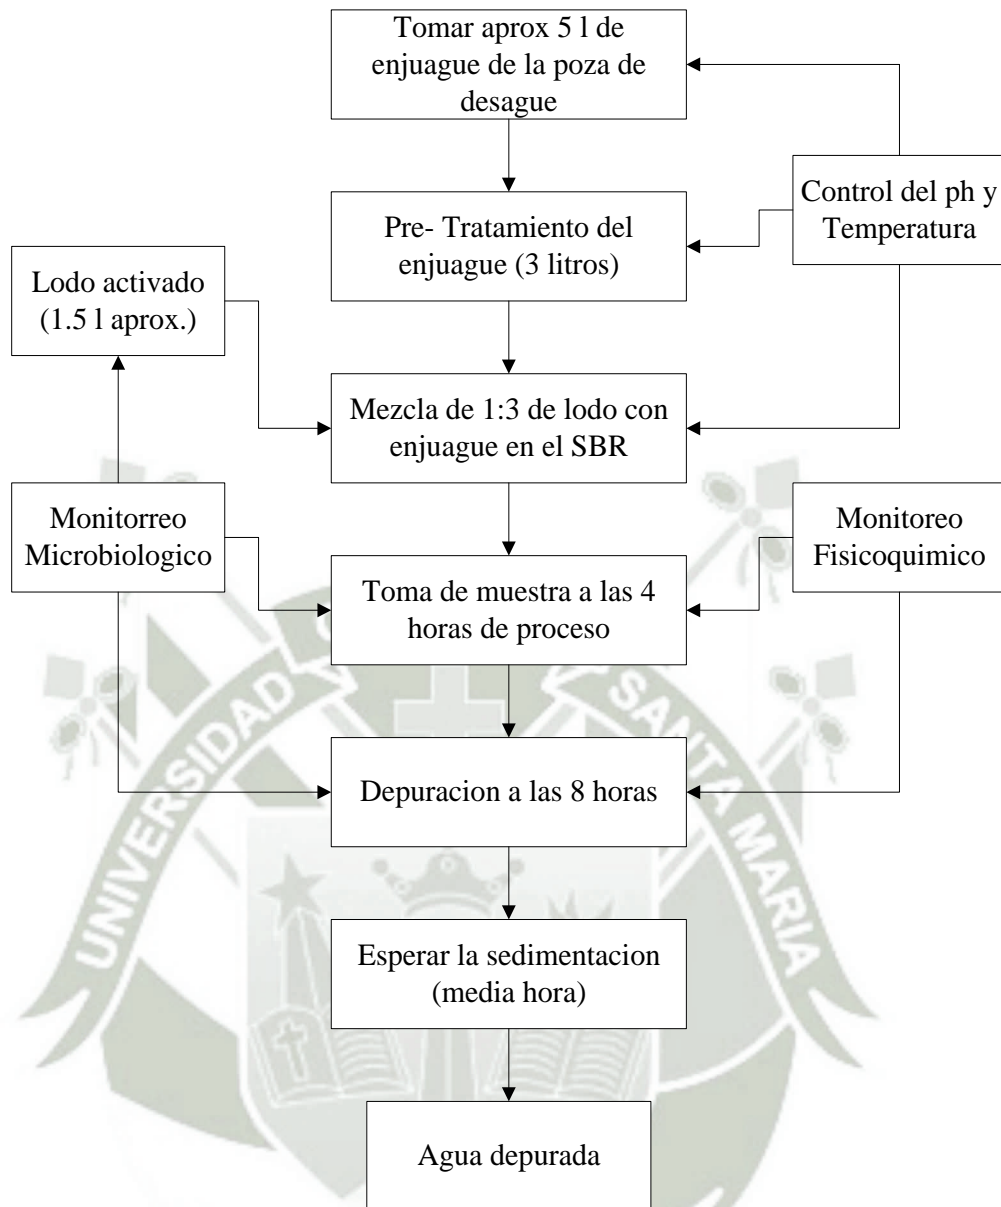 Tomar aprox 5 l de
enjuague de la poza de
desague
Control del ph y
Temperatura
Pre- Tratamiento del
enjuague (3 litros)
Lodo activado
(1.5 l aprox.)
Mezcla de 1:3 de lodo con
enjuague en el SBR
Monitorreo
Microbiologico
Monitoreo
Fisicoquimico
Toma de muestra a las 4
horas de proceso
Depuracion a las 8 horas
Esperar la sedimentacion
(media hora)
Agua depurada
UNIVERSIDAD
SANTA MARIA